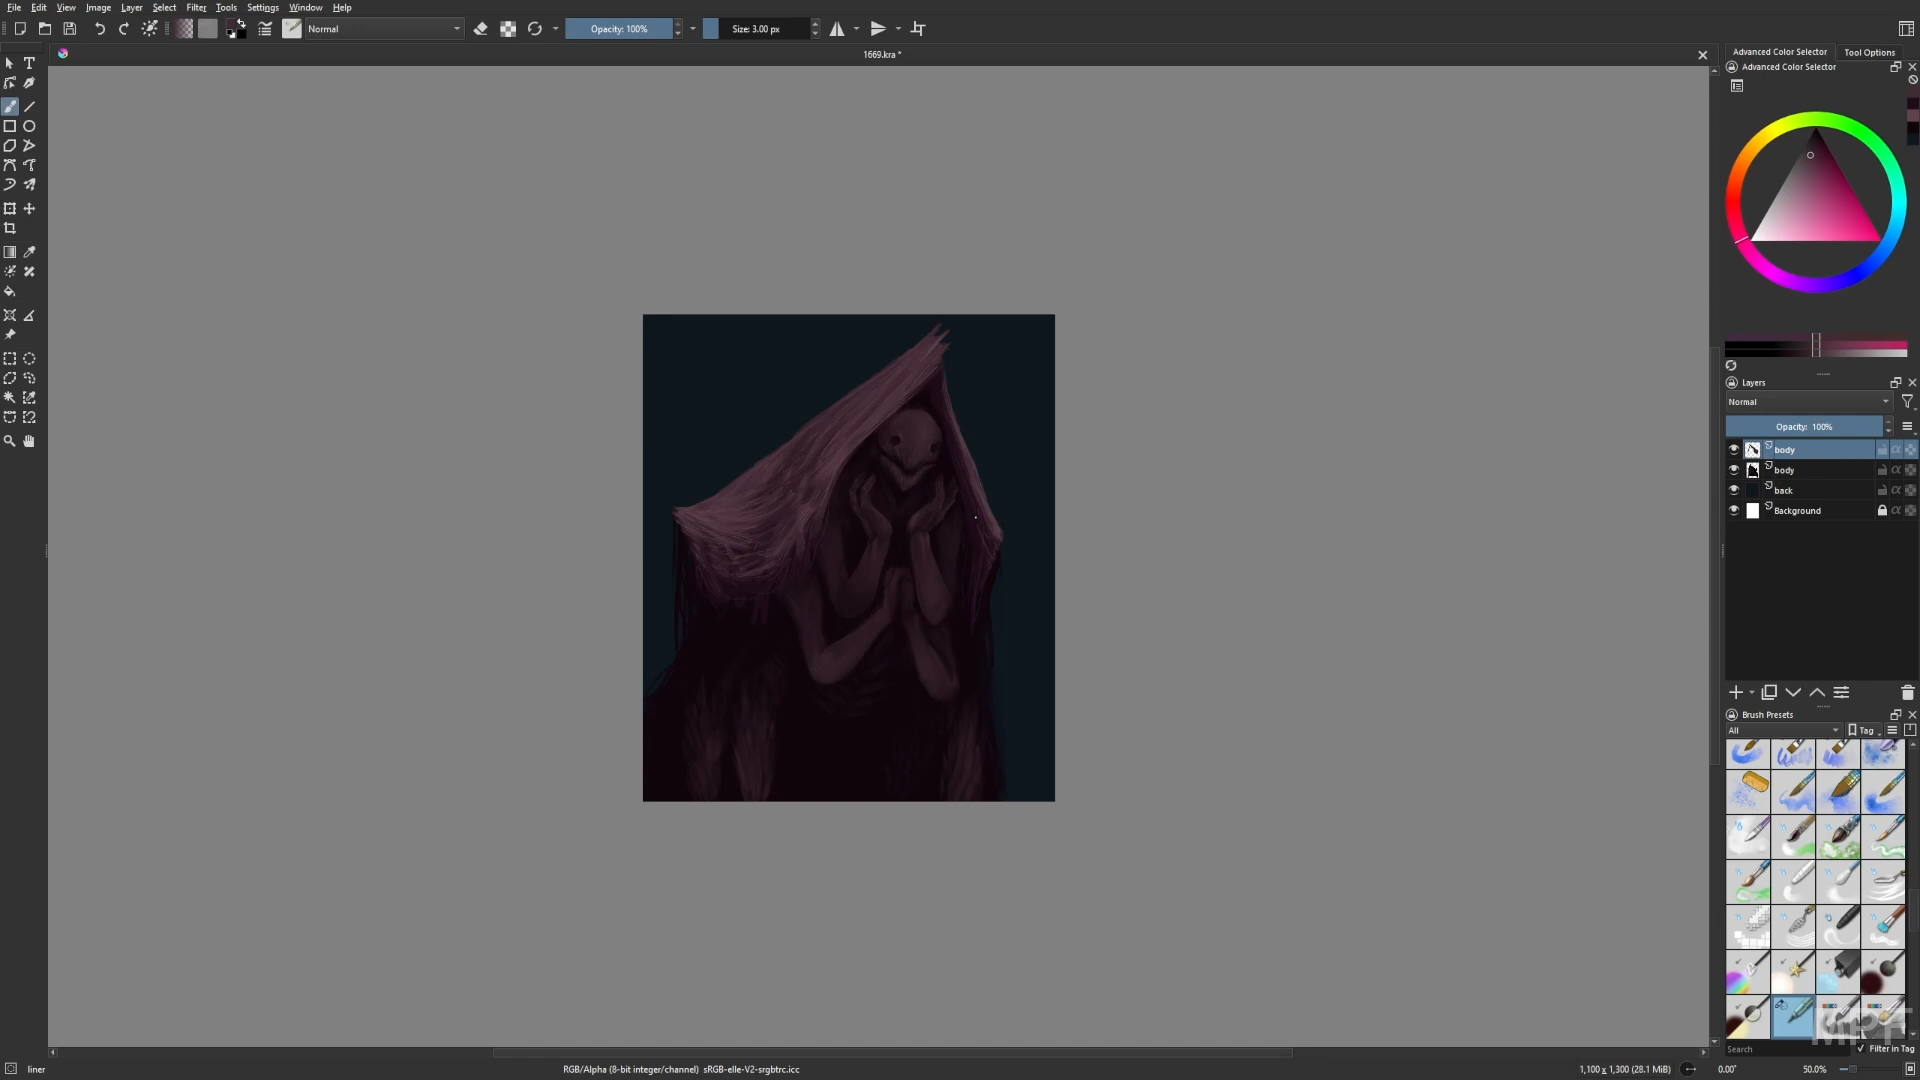 File Edit View Image Layer Select Filter Tools Settings Window Help
Normal Opacity: 100% Size: 3.00 px
1669.kra *
Advanced Color Selector Tool Options
Advanced Color Selector
Layers
Normal
Opacity: 100%
body
body
back
Background
Brush Presets
All Tag
MPF
Search Filter in Tag
liner RGB/Alpha (8-bit integer/channel) sRGB-elle-V2-srgbtrc.icc 1,100 x 1,300 (28.1 MiB) 0.00° 50.0%